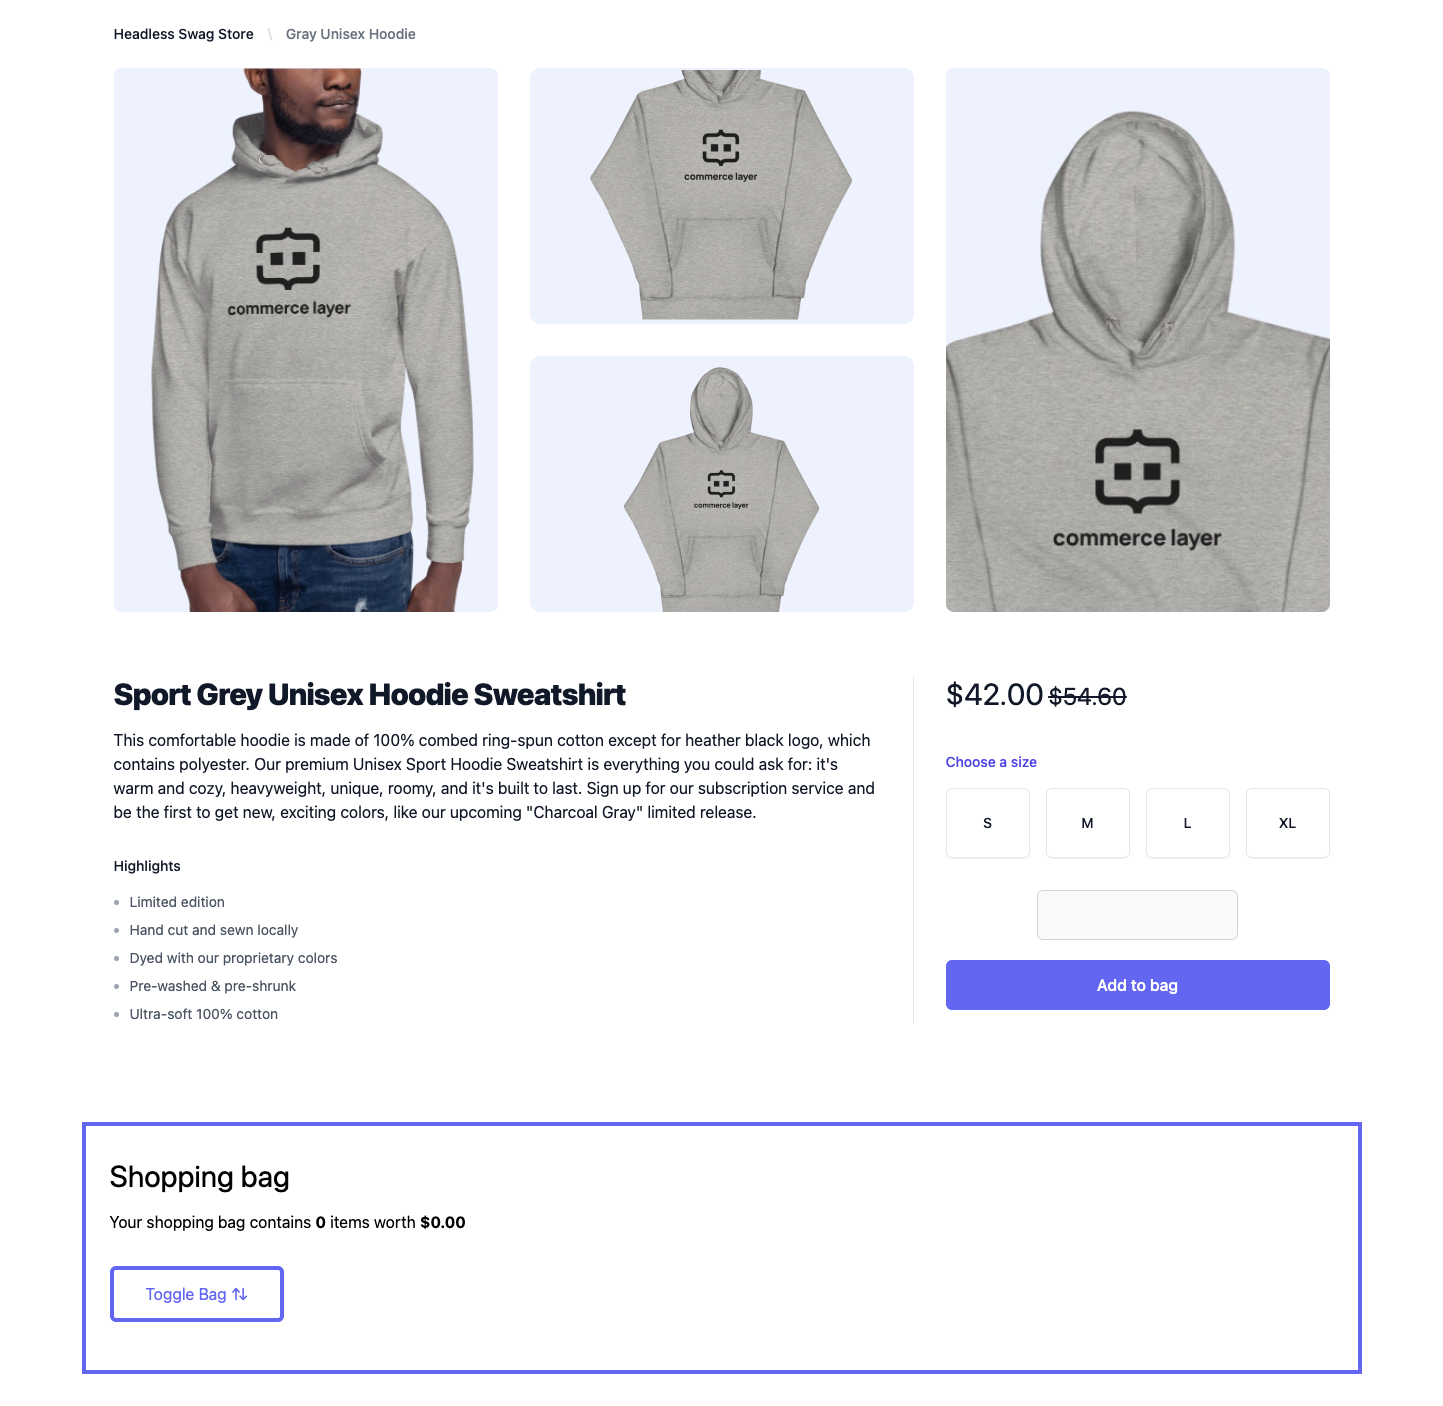 Headless Swag Store \ Gray Unisex Hoodie
commerce layer
commerce layer
commerce layer
commerce layer
Sport Grey Unisex Hoodie Sweatshirt
This comfortable hoodie is made of 100% combed ring-spun cotton except for heather black logo, which
contains polyester. Our premium Unisex Sport Hoodie Sweatshirt is everything you could ask for: it's
warm and cozy, heavyweight, unique, roomy, and it's built to last. Sign up for our subscription service and
be the first to get new, exciting colors, like our upcoming "Charcoal Gray" limited release.
Highlights
Limited edition
Hand cut and sewn locally
Dyed with our proprietary colors
Pre-washed & pre-shrunk
Ultra-soft 100% cotton
$42.00 $54.60
Choose a size
S M L XL
Add to bag
Shopping bag
Your shopping bag contains 0 items worth $0.00
Toggle Bag ⇅